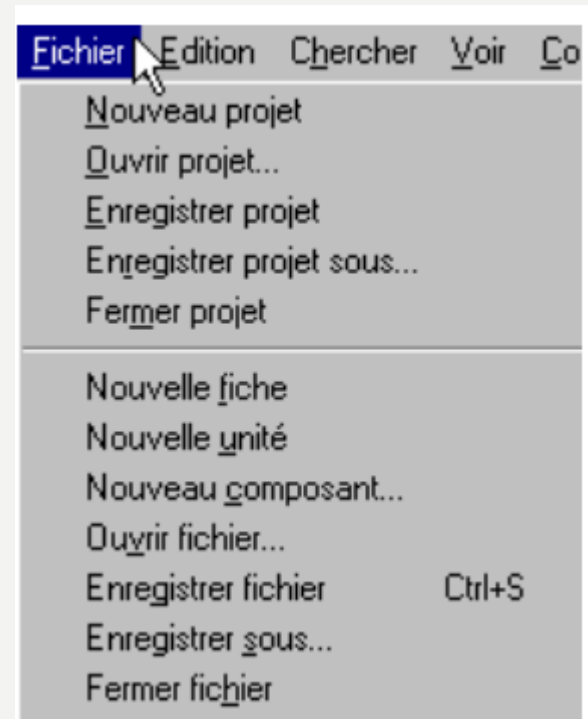 Fichier Edition Chercher Voir Co
Nouveau projet
Ouvrir projet...
Enregistrer projet
Enregistrer projet sous...
Fermer projet
Nouvelle fiche
Nouvelle unité
Nouveau composant...
Ouvrir fichier...
Enregistrer fichier Ctrl+S
Enregistrer sous...
Fermer fichier